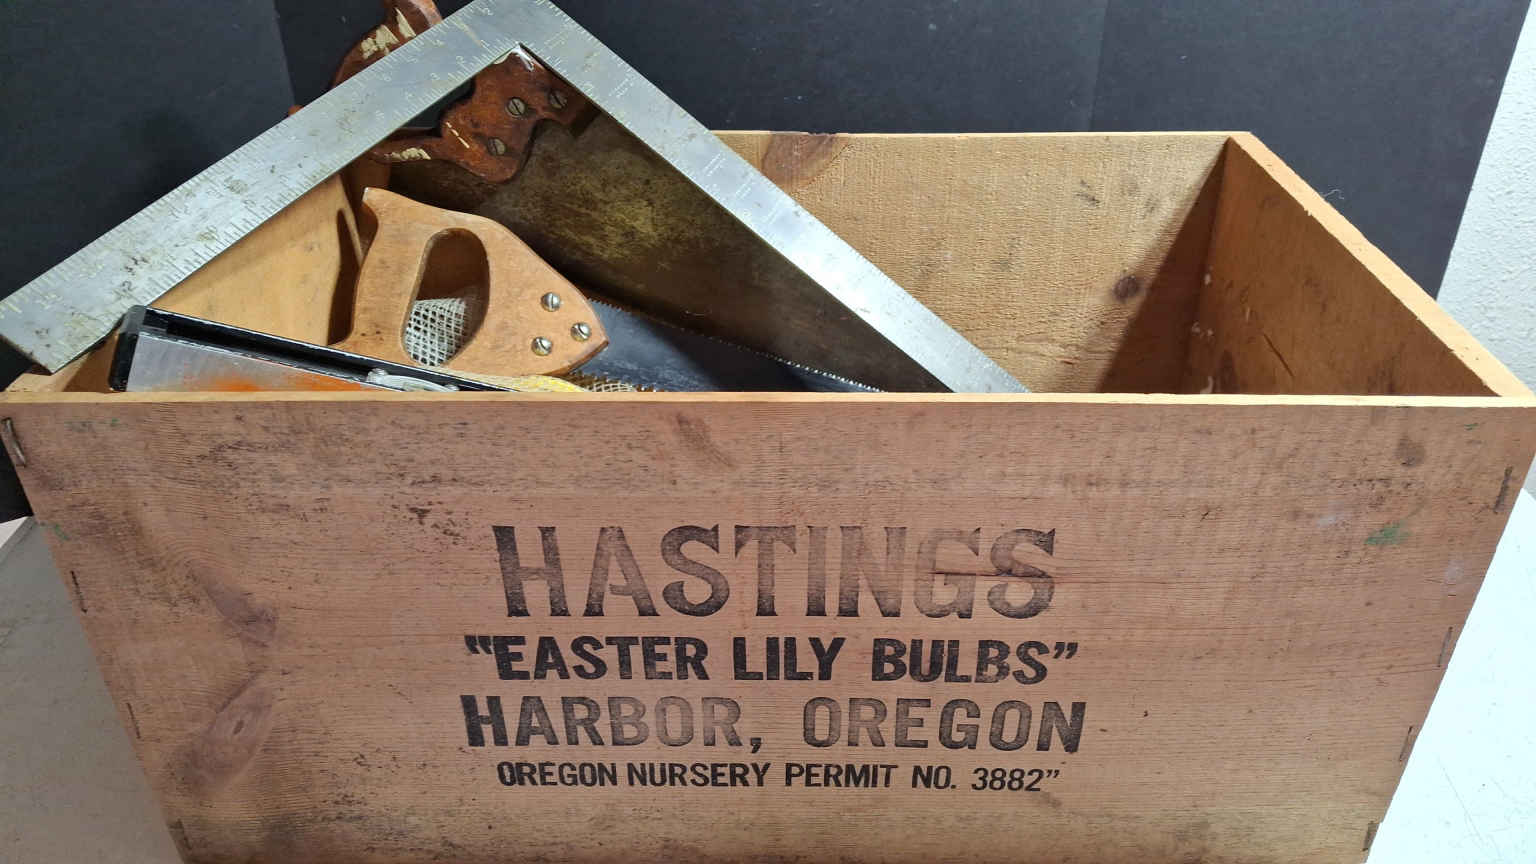 HASTINGS
"EASTER LILY BULBS"
HARBOR, OREGON
OREGON NURSERY PERMIT NO. 3882"